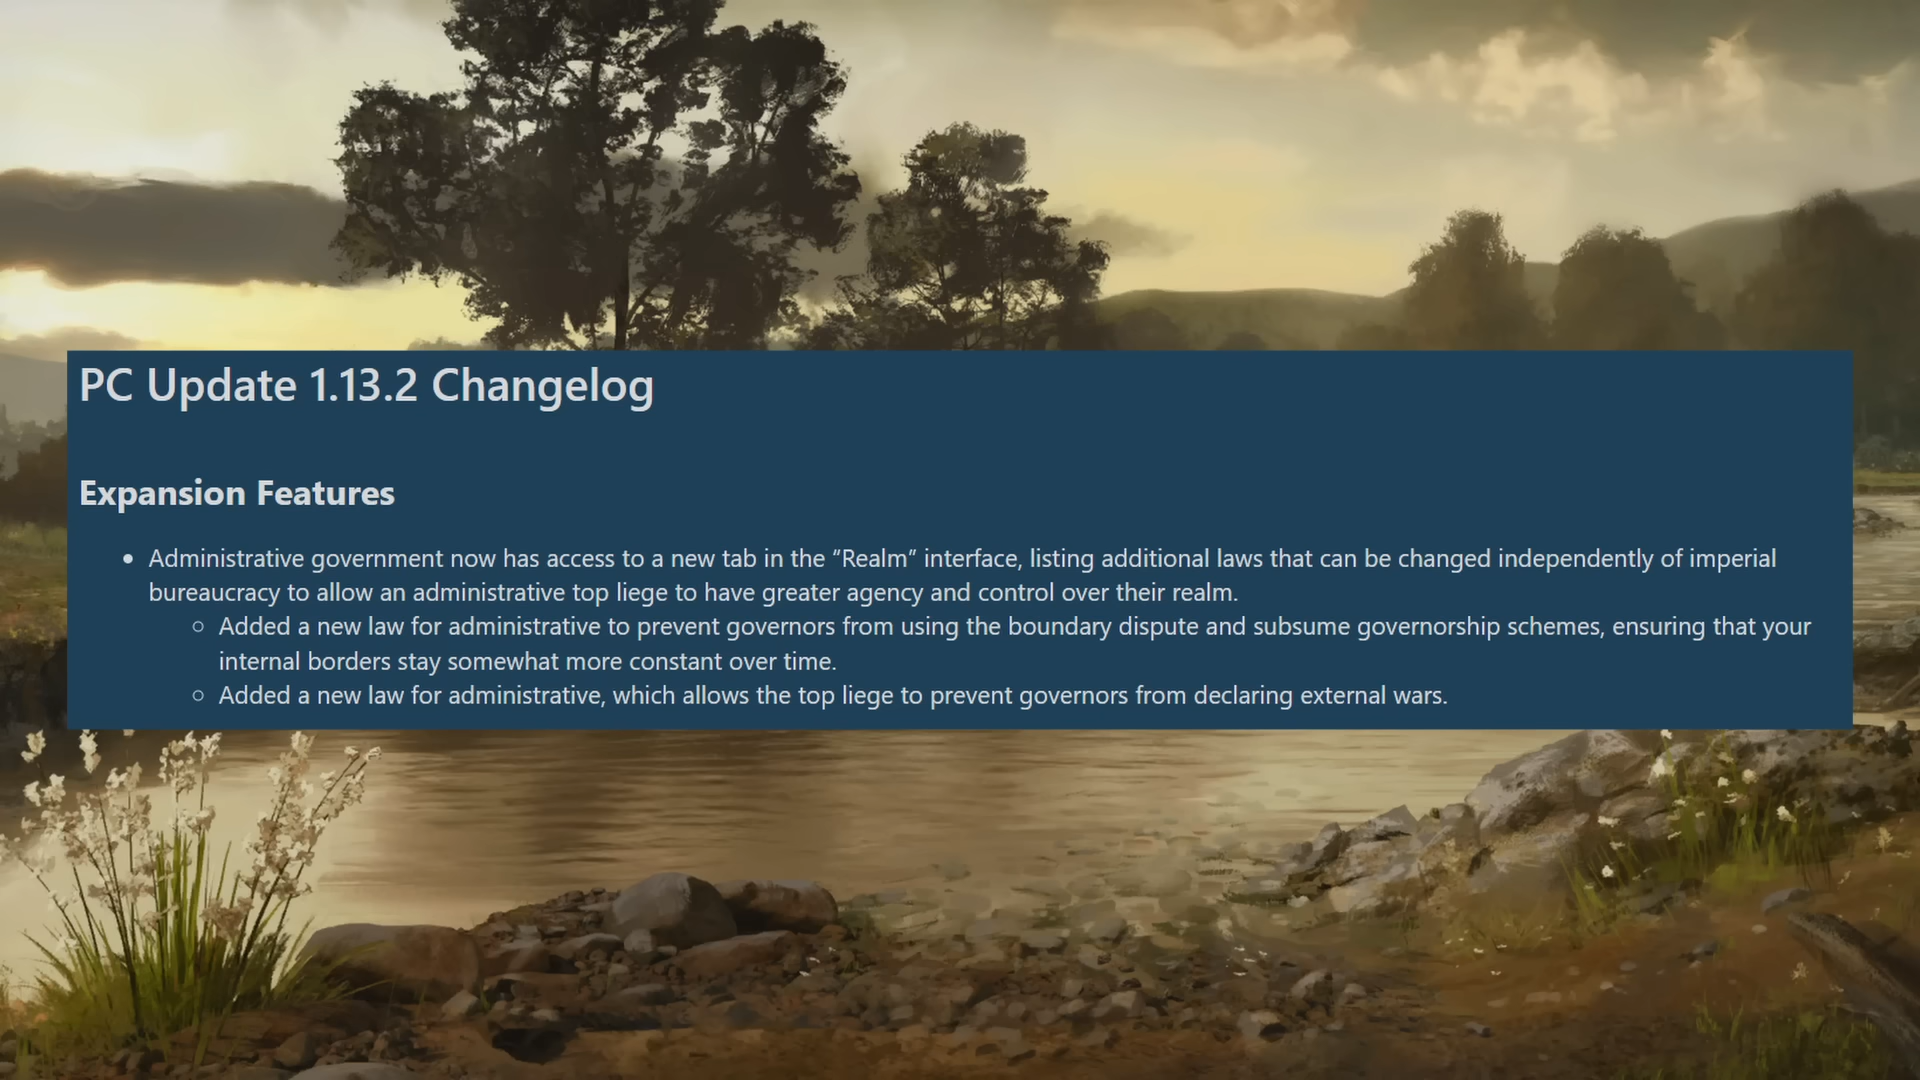 PC Update 1.13.2 Changelog
Expansion Features
• Administrative government now has access to a new tab in the “Realm” interface, listing additional laws that can be changed independently of imperial
bureaucracy to allow an administrative top liege to have greater agency and control over their realm.
○ Added a new law for administrative to prevent governors from using the boundary dispute and subsume governorship schemes, ensuring that your
internal borders stay somewhat more constant over time.
○ Added a new law for administrative, which allows the top liege to prevent governors from declaring external wars.